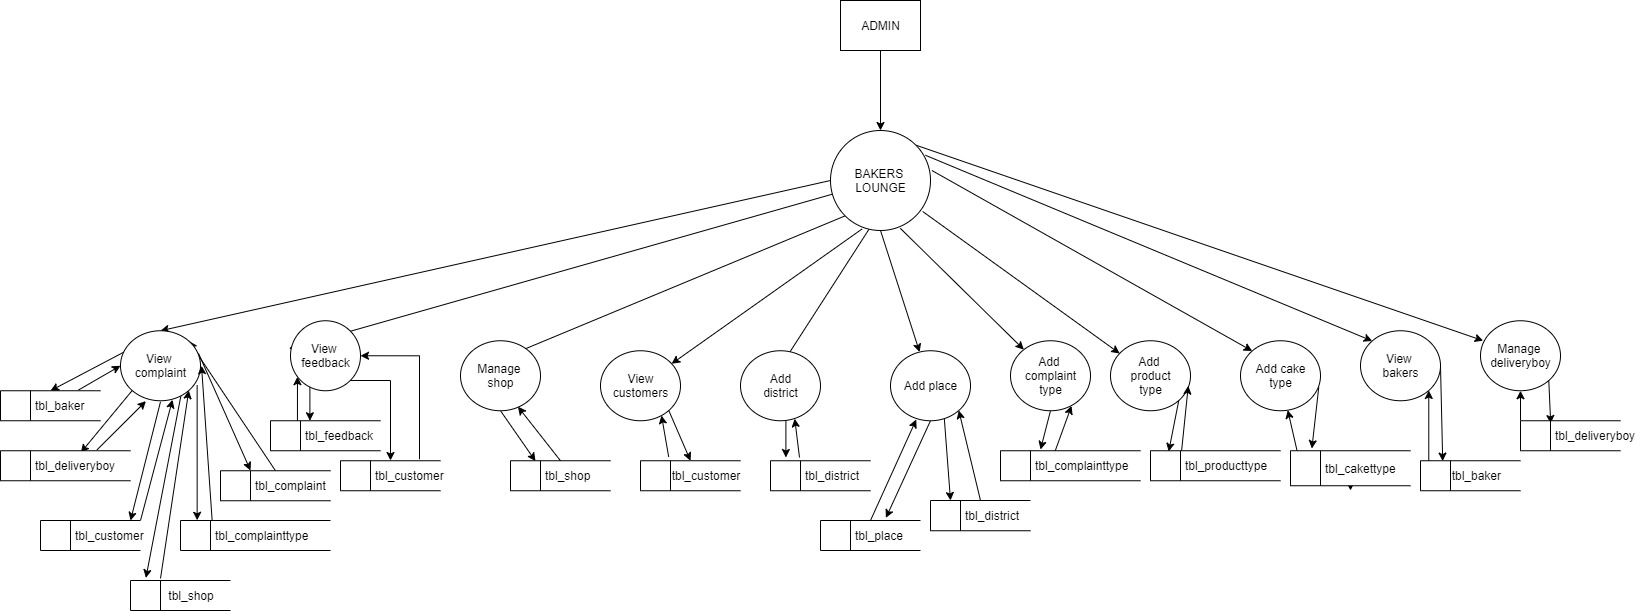 ADMIN
BAKERS
LOUNGE
View
complaint
View
feedback
Manage
shop
View
customers
Add
district
Add place
Add
complaint
type
Add
product
type
Add cake
type
View
bakers
Manage
deliveryboy
tbl_baker
tbl_deliveryboy
tbl_customer
tbl_shop
tbl_complainttype
tbl_complaint
tbl_feedback
tbl_customer
tbl_shop
tbl_customer
tbl_district
tbl_place
tbl_district
tbl_complainttype
tbl_producttype
tbl_cakettype
tbl_baker
tbl_deliveryboy